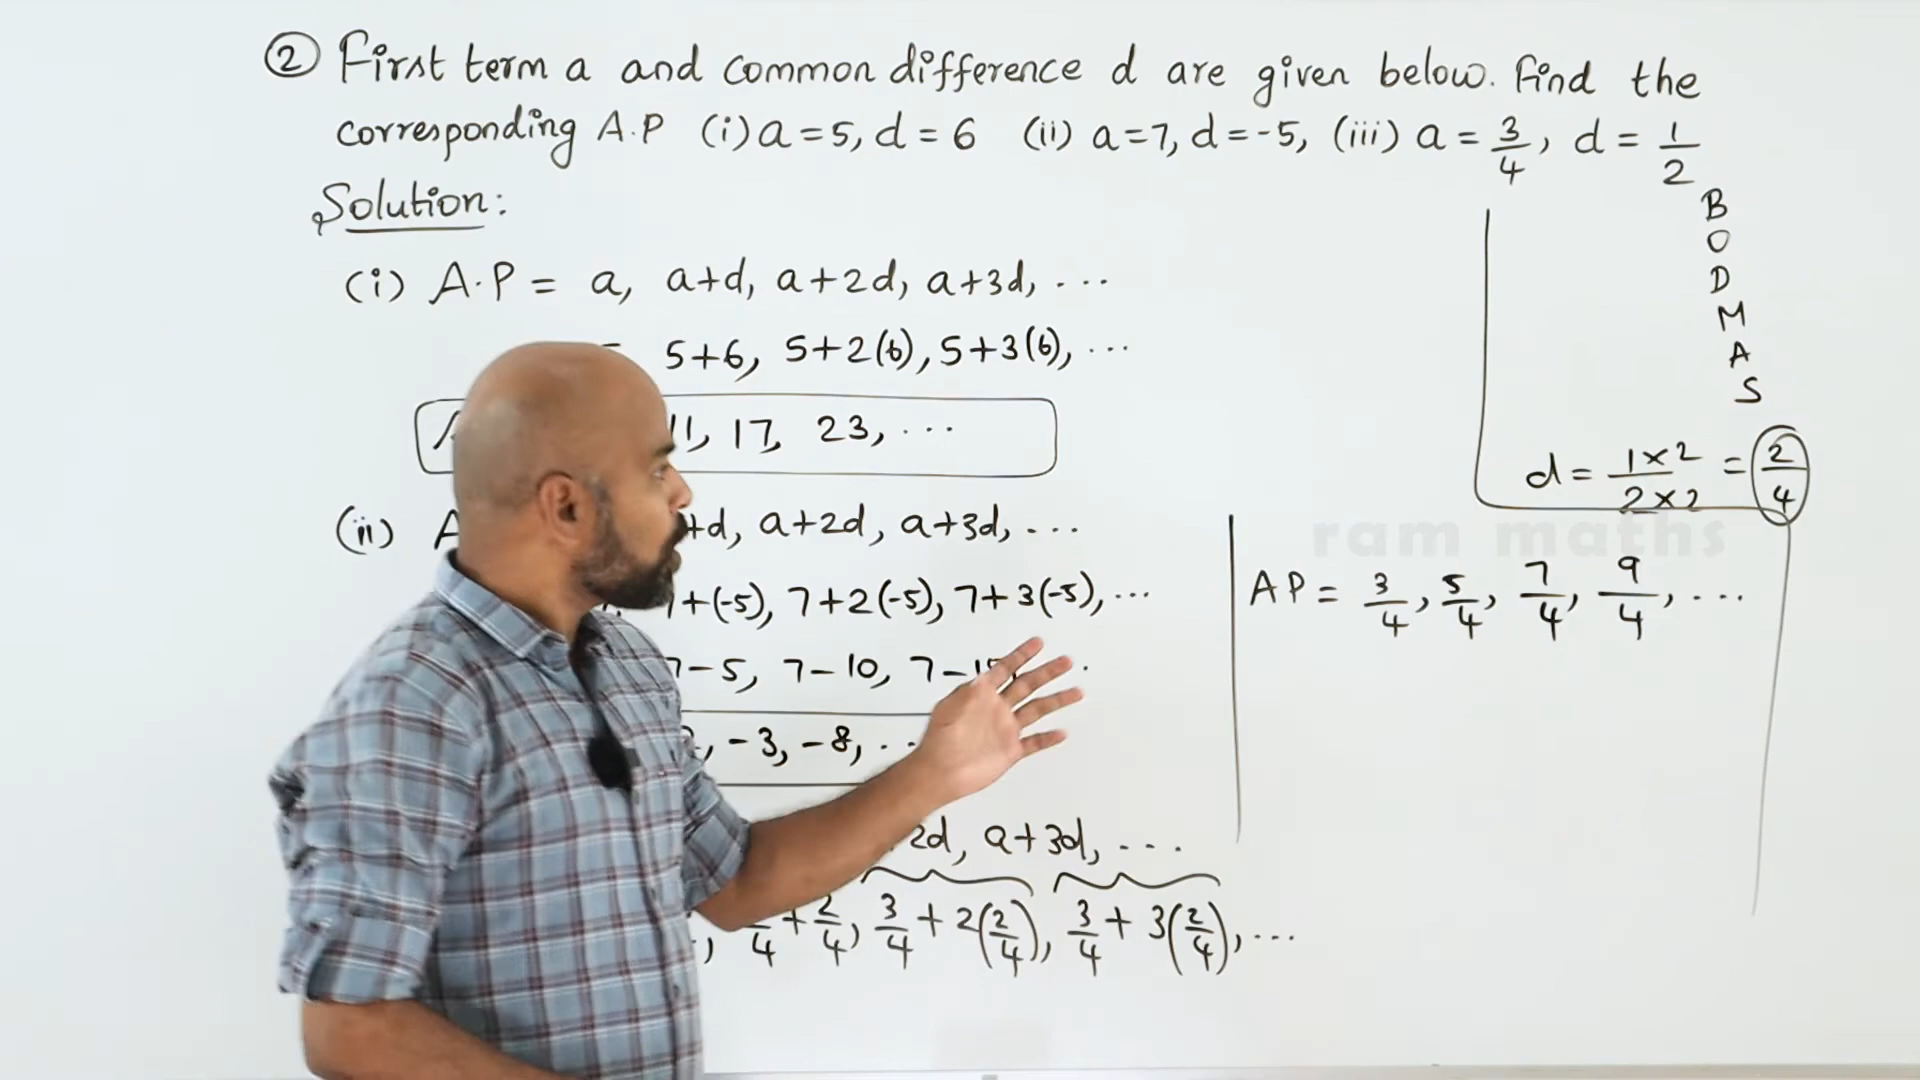 ② First term a and common difference d are given below. Find the
corresponding A.P (i) a = 5, d = 6 (ii) a=7, d=-5, (iii) a = 3/4, d = 1/2
Solution:
B
O
D
M
A
S
(i) A.P = a, a+d, a+2d, a+3d, ...
5+6, 5+2(6), 5+3(6), ...
11, 17, 23, ...
d = 1×2/2×2 = 2/4
(ii) A +d, a+2d, a+3d, ...
7+(-5), 7+2(-5), 7+3(-5), ...
7-5, 7-10, 7-15
, -3, -8, ...
ram maths
AP = 3/4, 5/4, 7/4, 9/4, ...
2d, a+3d, ...
/4 + 2/4, 3/4 + 2(2/4), 3/4 + 3(2/4), ...